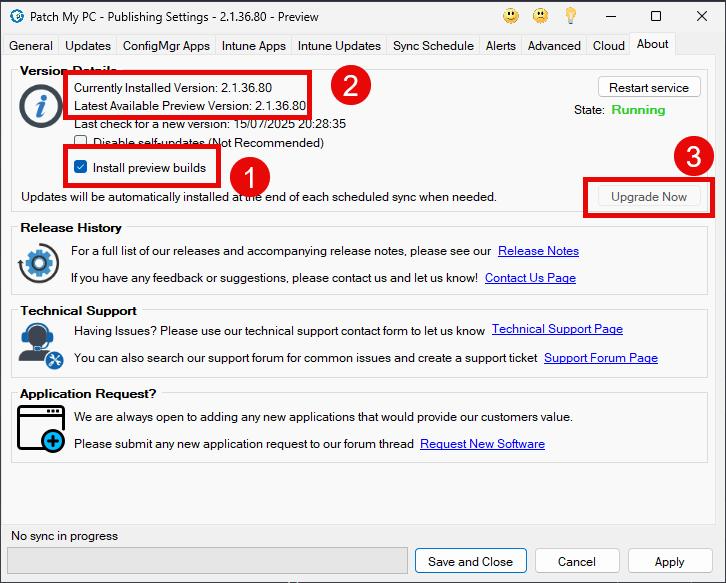 Patch My PC - Publishing Settings - 2.1.36.80 - Preview
General Updates ConfigMgr Apps Intune Apps Intune Updates Sync Schedule Alerts Advanced Cloud About
Version Details
Currently Installed Version: 2.1.36.80
Latest Available Preview Version: 2.1.36.80
Last check for a new version: 15/07/2025 20:28:35
Disable self-updates (Not Recommended)
Install preview builds
Updates will be automatically installed at the end of each scheduled sync when needed.
Restart service
State: Running
Upgrade Now
1
2
3
Release History
For a full list of our releases and accompanying release notes, please see our Release Notes
If you have any feedback or suggestions, please contact us and let us know! Contact Us Page
Technical Support
Having Issues? Please use our technical support contact form to let us know Technical Support Page
You can also search our support forum for common issues and create a support ticket Support Forum Page
Application Request?
We are always open to adding any new applications that would provide our customers value.
Please submit any new application request to our forum thread Request New Software
No sync in progress
Save and Close Cancel Apply